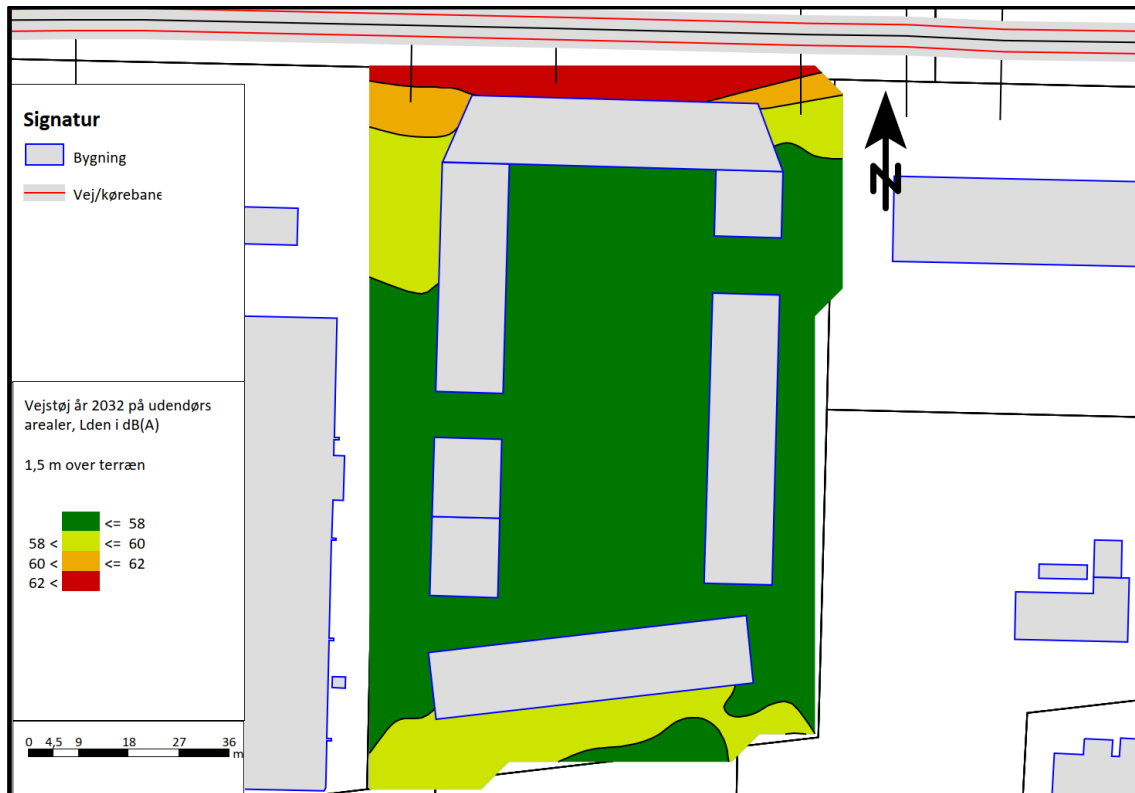 Signatur
Bygning
Vej/kørebane
Vejstøj år 2032 på udendørs
arealer, Lden i dB(A)
1,5 m over terræn
<= 58
58 < <= 60
60 < <= 62
62 <
0 4,5 9 18 27 36
m
N